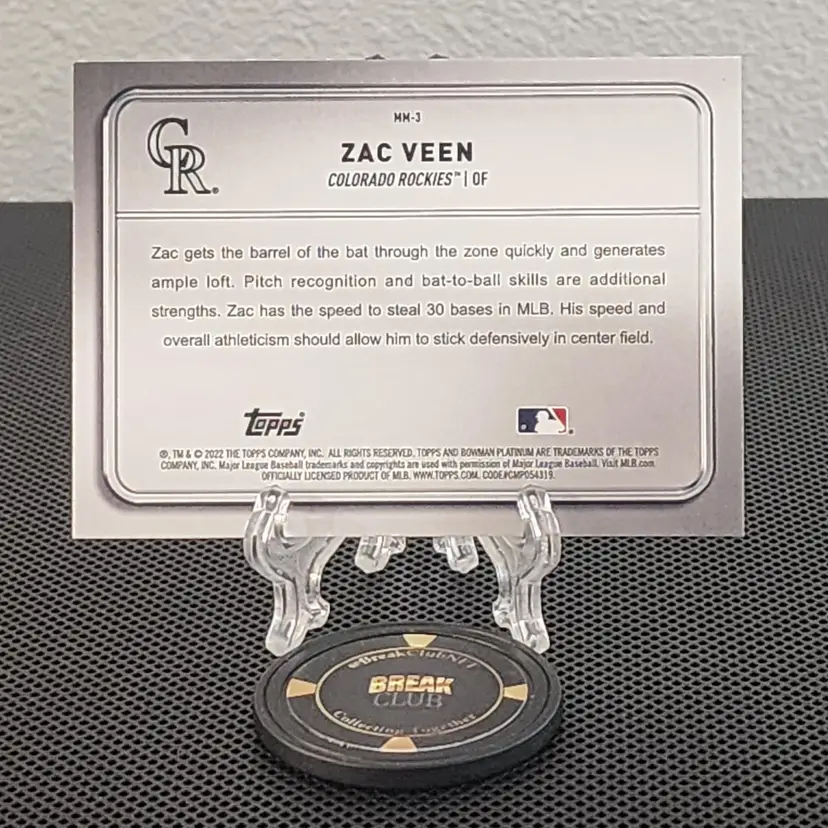 MM-3
CR®
ZAC VEEN
COLORADO ROCKIES™ | OF
Zac gets the barrel of the bat through the zone quickly and generates
ample loft. Pitch recognition and bat-to-ball skills are additional
strengths. Zac has the speed to steal 30 bases in MLB. His speed and
overall athleticism should allow him to stick defensively in center field.
Topps
®, TM & © 2022 THE TOPPS COMPANY, INC. ALL RIGHTS RESERVED. TOPPS AND BOWMAN PLATINUM ARE TRADEMARKS OF THE TOPPS
COMPANY, INC. Major League Baseball trademarks and copyrights are used with permission of Major League Baseball. Visit MLB.com.
OFFICIALLY LICENSED PRODUCT OF MLB. WWW.TOPPS.COM. CODE#CMP054319.
@BreakClubNET
BREAK
CLUB
Collecting Together